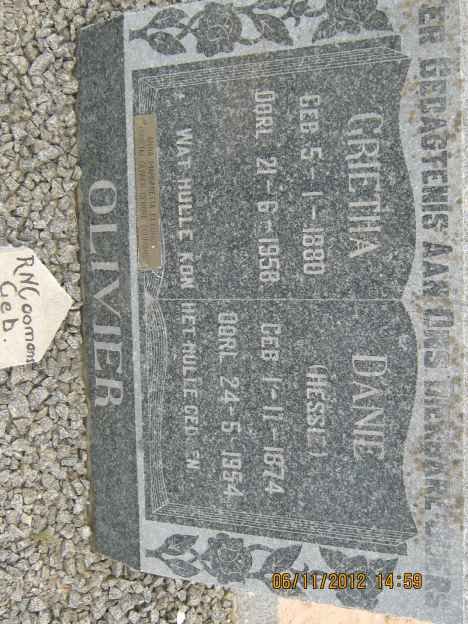 TER GEDAGTENIS AAN ONS DIERBARE
GRIETHA
GEB 5-1-1880
OORL 21-6-1958
DANIE
(HESSIE)
GEB 1-11-1874
OORL 24-5-1954
WAT HULLE KON HET HULLE GEDOEN
OLIVIER
RNCoomans
Geb.
06/11/2012 14:59